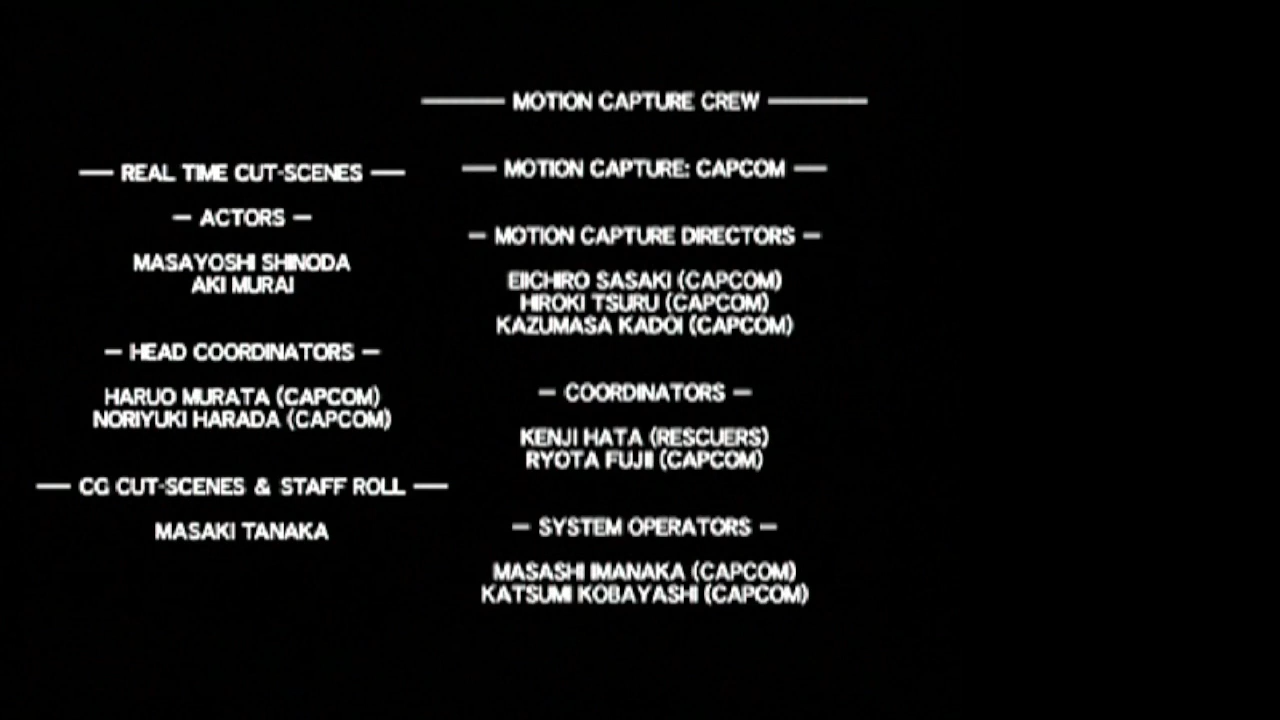 — REAL TIME CUT-SCENES —
— ACTORS —
MASAYOSHI SHINODA
AKI MURAI
— HEAD COORDINATORS —
HARUO MURATA (CAPCOM)
NORIYUKI HARADA (CAPCOM)
— CG CUT-SCENES & STAFF ROLL —
MASAKI TANAKA
— MOTION CAPTURE CREW —
— MOTION CAPTURE: CAPCOM —
— MOTION CAPTURE DIRECTORS —
EIICHIRO SASAKI (CAPCOM)
HIROKI TSURU (CAPCOM)
KAZUMASA KADOI (CAPCOM)
— COORDINATORS —
KENJI HATA (RESCUERS)
RYOTA FUJII (CAPCOM)
— SYSTEM OPERATORS —
MASASHI IMANAKA (CAPCOM)
KATSUMI KOBAYASHI (CAPCOM)